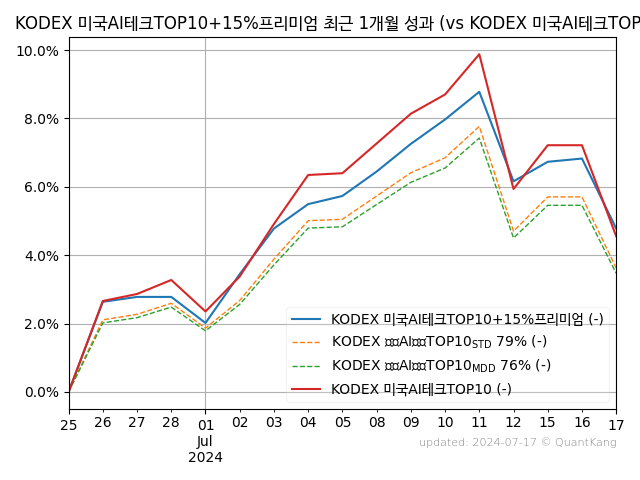 KODEX 미국AI테크TOP10+15%프리미엄 최근 1개월 성과 (vs KODEX 미국AI테크TOP
10.0%
8.0%
6.0%
4.0%
2.0%
0.0%
KODEX 미국AI테크TOP10+15%프리미엄 (-)
KODEX □□AI□□TOP10STD 79% (-)
KODEX □□AI□□TOP10MDD 76% (-)
KODEX 미국AI테크TOP10 (-)
25 26 27 28 01 02 03 04 05 08 09 10 11 12 15 16 17
Jul
2024
updated: 2024-07-17 © QuantKang